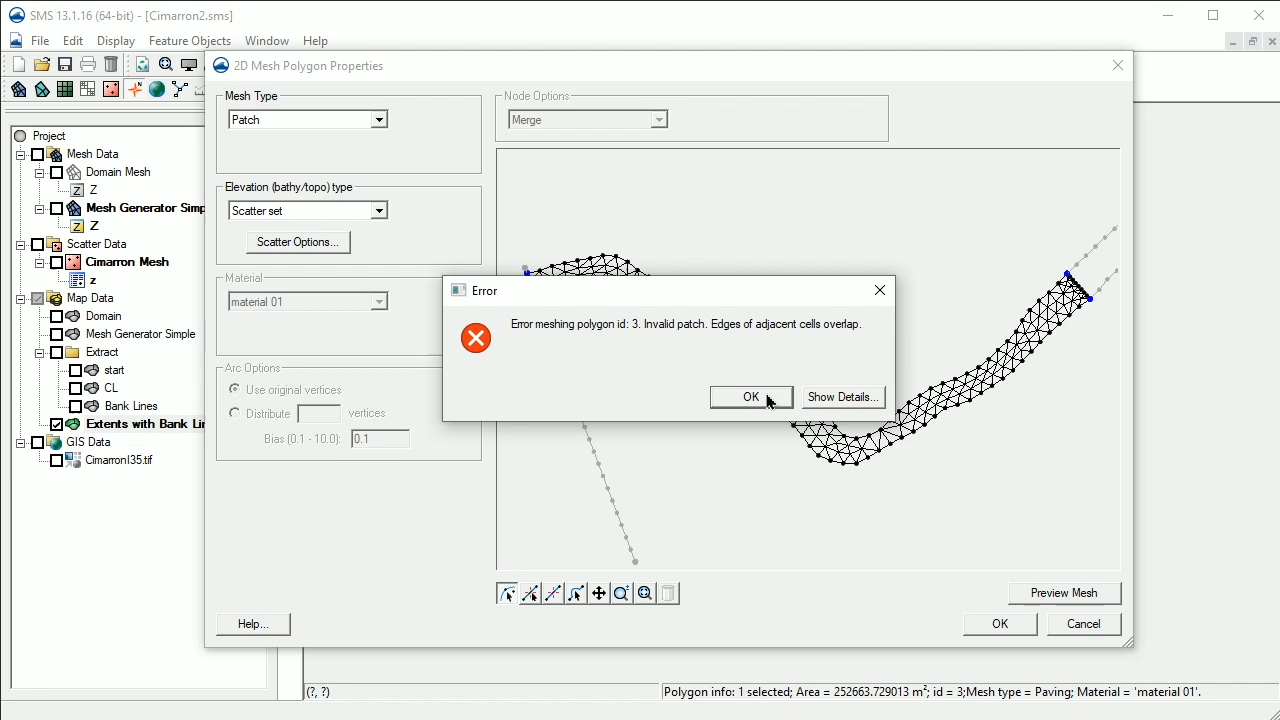 SMS 13.1.16 (64-bit) - [Cimarron2.sms]
File Edit Display Feature Objects Window Help
2D Mesh Polygon Properties
Project
Mesh Data
Domain Mesh
Z
Mesh Generator Simp
Z
Scatter Data
Cimarron Mesh
z
Map Data
Domain
Mesh Generator Simple
Extract
start
CL
Bank Lines
Extents with Bank Lir
GIS Data
CimarronI35.tif
Mesh Type
Patch
Elevation (bathy/topo) type
Scatter set
Scatter Options...
Material
material 01
Arc Options
Use original vertices
Distribute vertices
Bias (0.1 - 10.0): 0.1
Node Options
Merge
Error
Error meshing polygon id: 3. Invalid patch. Edges of adjacent cells overlap.
OK Show Details...
Preview Mesh
Help... OK Cancel
(?, ?) Polygon info: 1 selected; Area = 252663.729013 m²; id = 3;Mesh type = Paving; Material = 'material 01'.